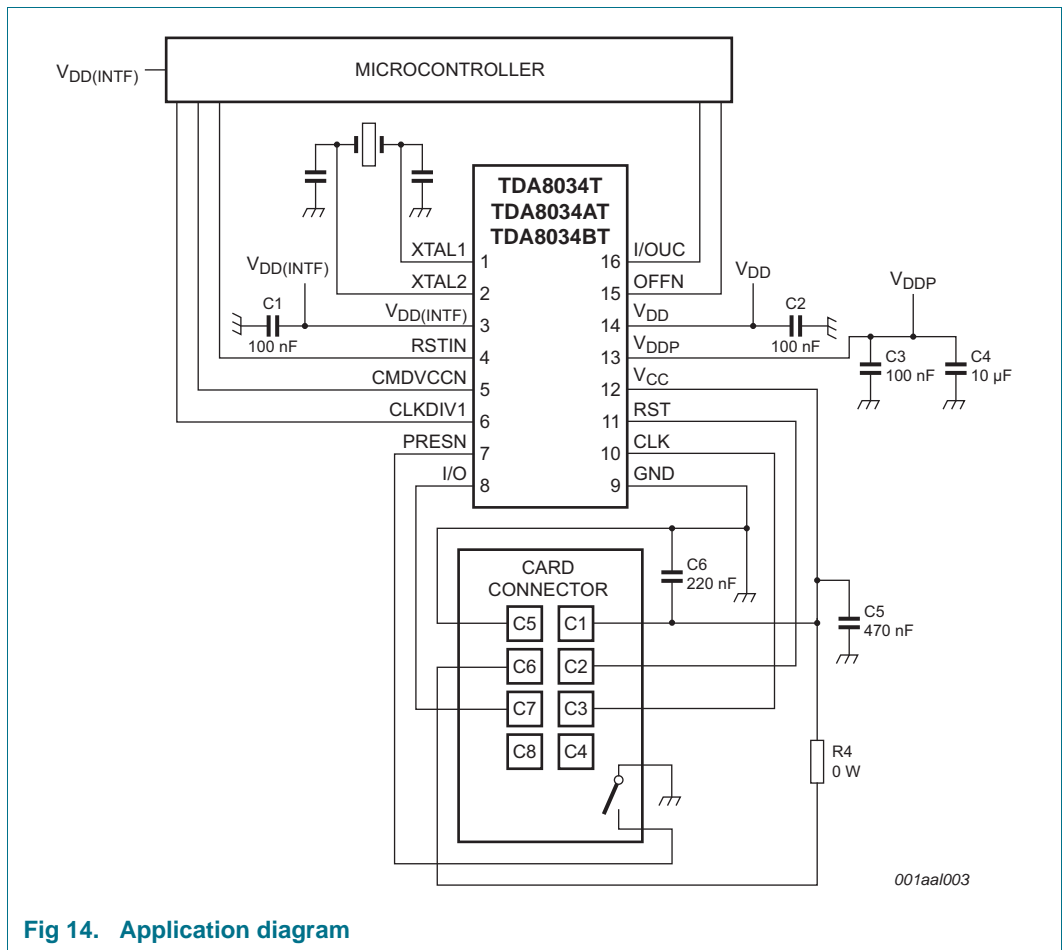 MICROCONTROLLER
VDD(INTF)
TDA8034T
TDA8034AT
TDA8034BT
XTAL1
1
XTAL2
2
VDD(INTF)
3
RSTIN
4
CMDVCCN
5
CLKDIV1
6
PRESN
7
I/O
8
16
I/OUC
15
OFFN
14
VDD
13
VDDP
12
VCC
11
RST
10
CLK
9
GND
VDD(INTF)
C1
100 nF
VDD
C2
100 nF
VDDP
C3
100 nF
C4
10 µF
CARD
CONNECTOR
C5 C1
C6 C2
C7 C3
C8 C4
C6
220 nF
C5
470 nF
R4
0 W
001aal003
Fig 14. Application diagram